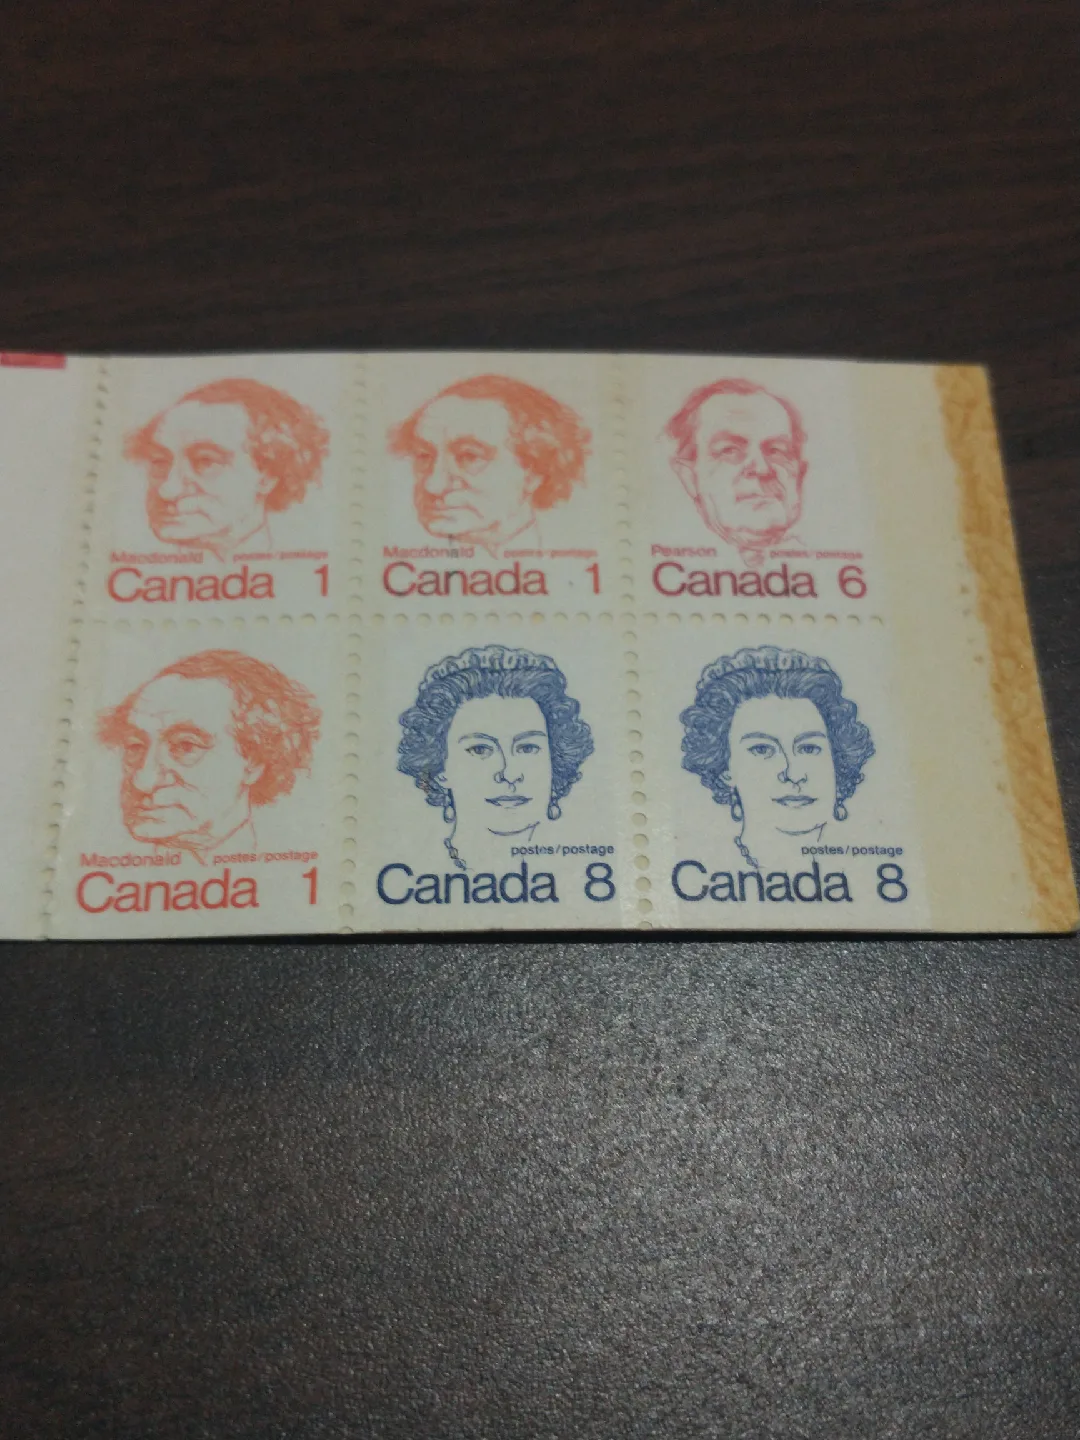 Macdonald postes/postage
Canada 1
Macdonald postes/postage
Canada 1
Pearson postes/postage
Canada 6
Macdonald postes/postage
Canada 1
postes/postage
Canada 8
postes/postage
Canada 8